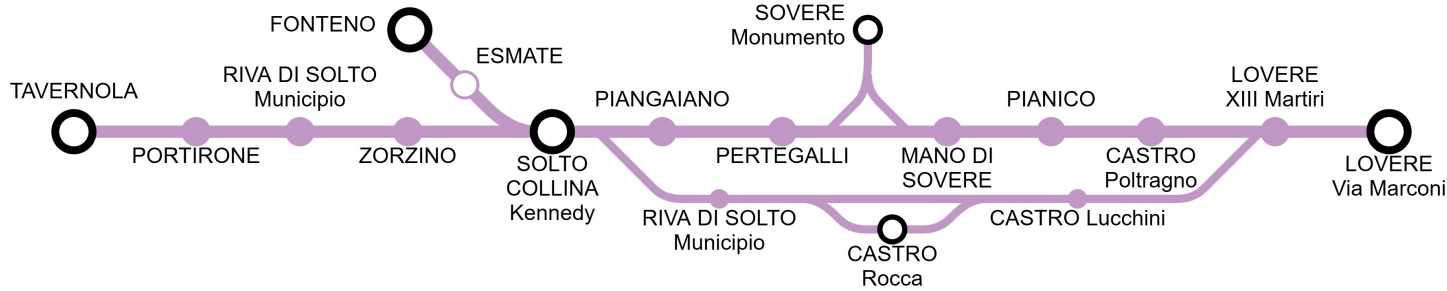 FONTENO
ESMATE
SOVERE
Monumento
TAVERNOLA
RIVA DI SOLTO
Municipio
PIANGAIANO
PIANICO
LOVERE
XIII Martiri
PORTIRONE
ZORZINO
SOLTO
COLLINA
Kennedy
PERTEGALLI
MANO DI
SOVERE
CASTRO
Poltragno
LOVERE
Via Marconi
RIVA DI SOLTO
Municipio
CASTRO
Rocca
CASTRO Lucchini